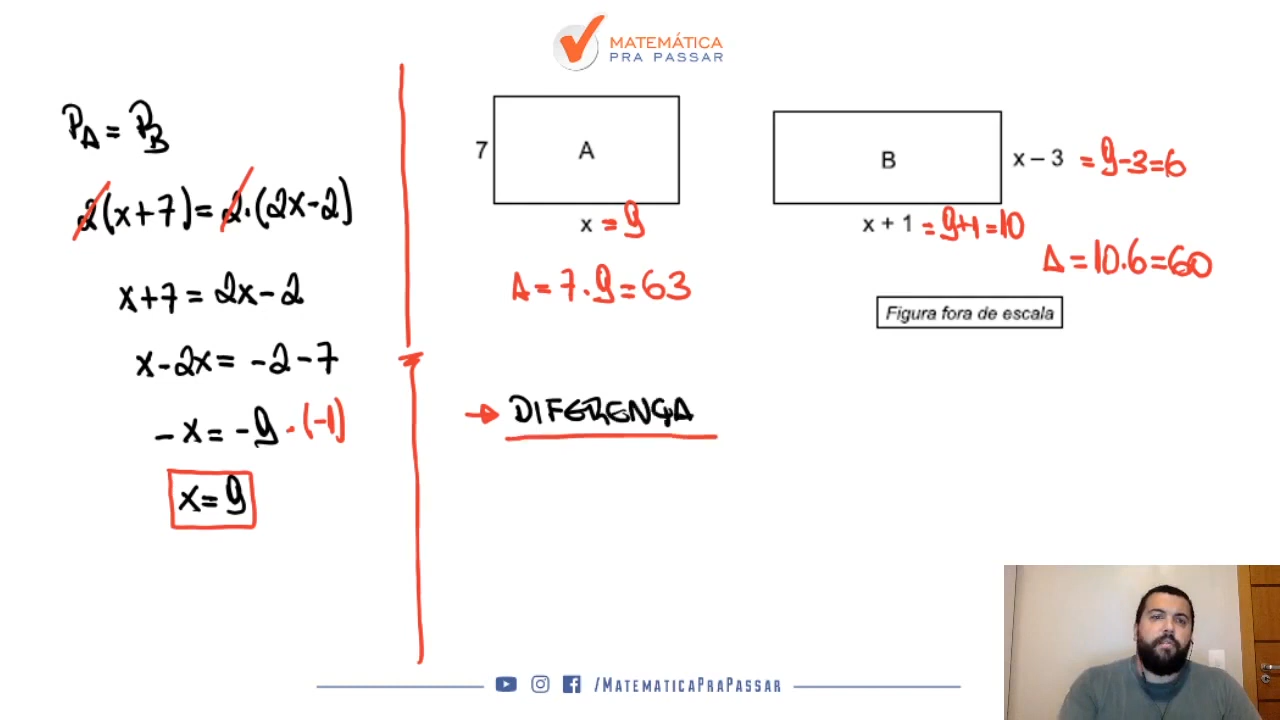 MATEMÁTICA
PRA PASSAR
P_A = P_B
2(x+7) = 2·(2x-2)
x+7 = 2x-2
x-2x = -2-7
-x = -9 ·(-1)
x=9
7
A
x = 9
A = 7·9 = 63
B
x – 3 = 9-3=6
x + 1 = 9+1=10
A = 10.6=60
Figura fora de escala
→ DIFERENÇA
/MATEMATICAPRAPASSAR